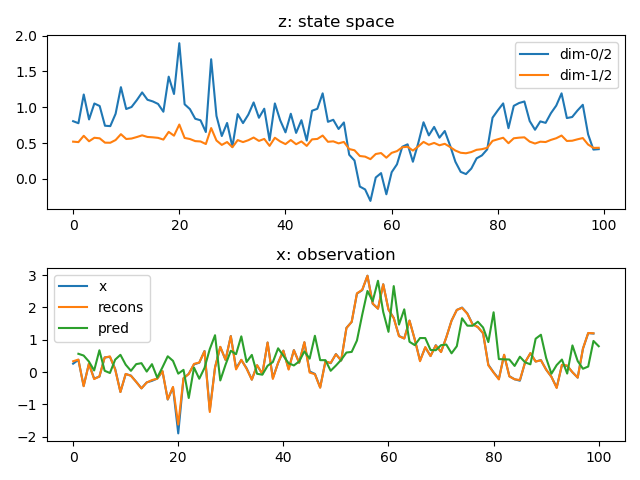 z: state space
2.0
1.5
1.0
0.5
0.0
dim-0/2
dim-1/2
0 20 40 60 80 100
x: observation
3
2
1
0
−1
−2
x
recons
pred
0 20 40 60 80 100